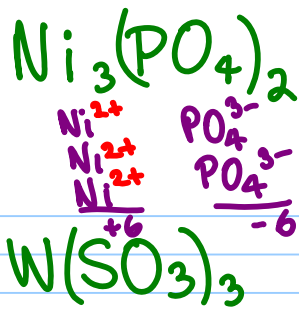 Ni₃(PO₄)₂
Ni²⁺ PO₄³⁻
Ni²⁺ PO₄³⁻
Ni²⁺
+6 -6
W(SO₃)₃